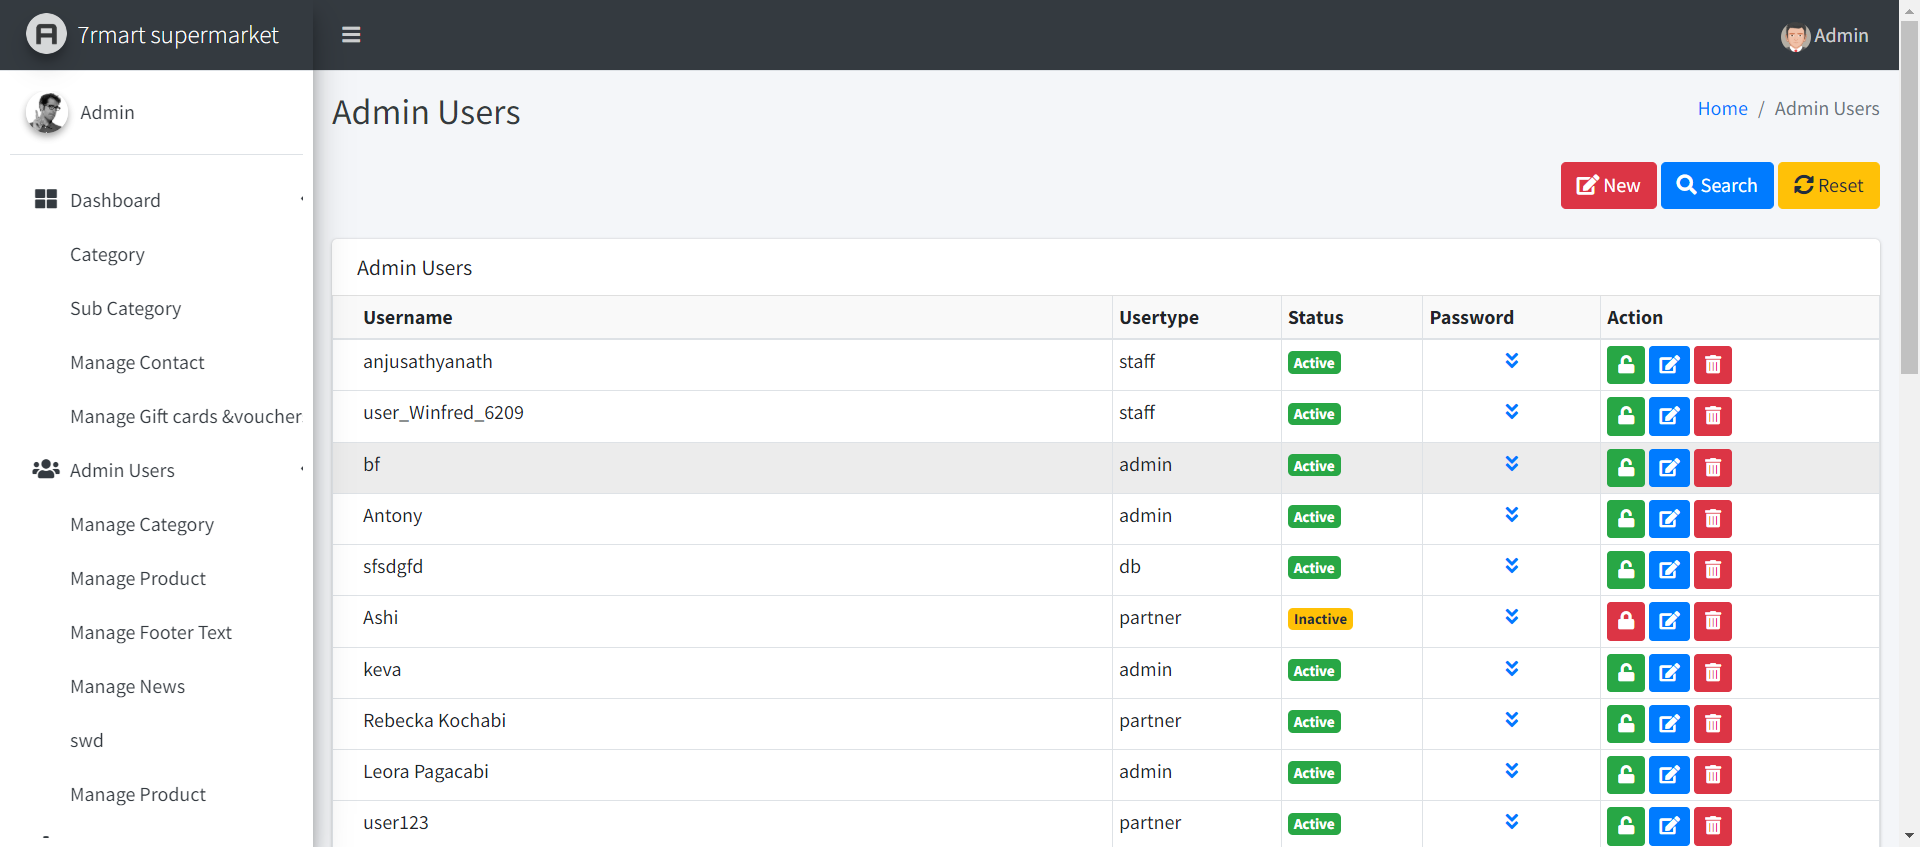 7rmart supermarket
Admin
Admin
Dashboard
Category
Sub Category
Manage Contact
Manage Gift cards &voucher
Admin Users
Manage Category
Manage Product
Manage Footer Text
Manage News
swd
Manage Product
Admin Users
Home / Admin Users
New Search Reset
Admin Users
Username Usertype Status Password Action
anjusathyanath staff Active
user_Winfred_6209 staff Active
bf admin Active
Antony admin Active
sfsdgfd db Active
Ashi partner Inactive
keva admin Active
Rebecka Kochabi partner Active
Leora Pagacabi admin Active
user123 partner Active